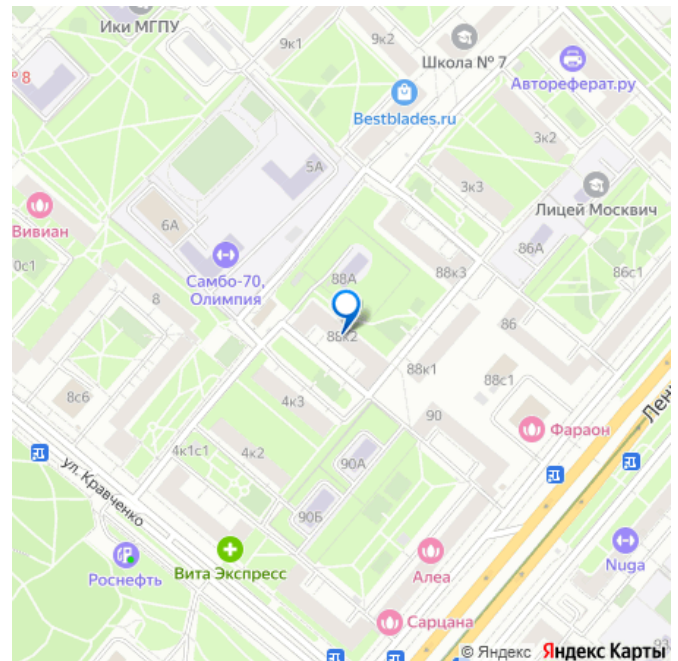 Ики МГПУ
9к1
9к2
Школа № 7
Автореферат.ру
8
Bestblades.ru
3к2
5А
3к3
Лицей Москвич
Вивиан
6А
86А
0с1
Самбо-70,
Олимпия
88А
88к3
86с1
8
88к2
86
88к1
88с1
8с6
4к3
90
Фараон
4к1с1
4к2
90А
ул. Кравченко
90Б
Роснефть
Вита Экспресс
Алеа
Nuga
Сарцана
93
© Яндекс Яндекс Карты